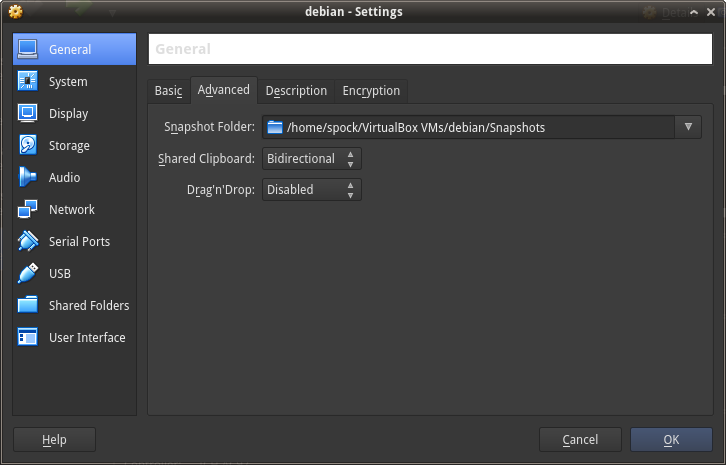 debian - Settings
General
System
Display
Storage
Audio
Network
Serial Ports
USB
Shared Folders
User Interface
General
Basic Advanced Description Encryption
Snapshot Folder: /home/spock/VirtualBox VMs/debian/Snapshots
Shared Clipboard: Bidirectional
Drag'n'Drop: Disabled
Help Cancel OK